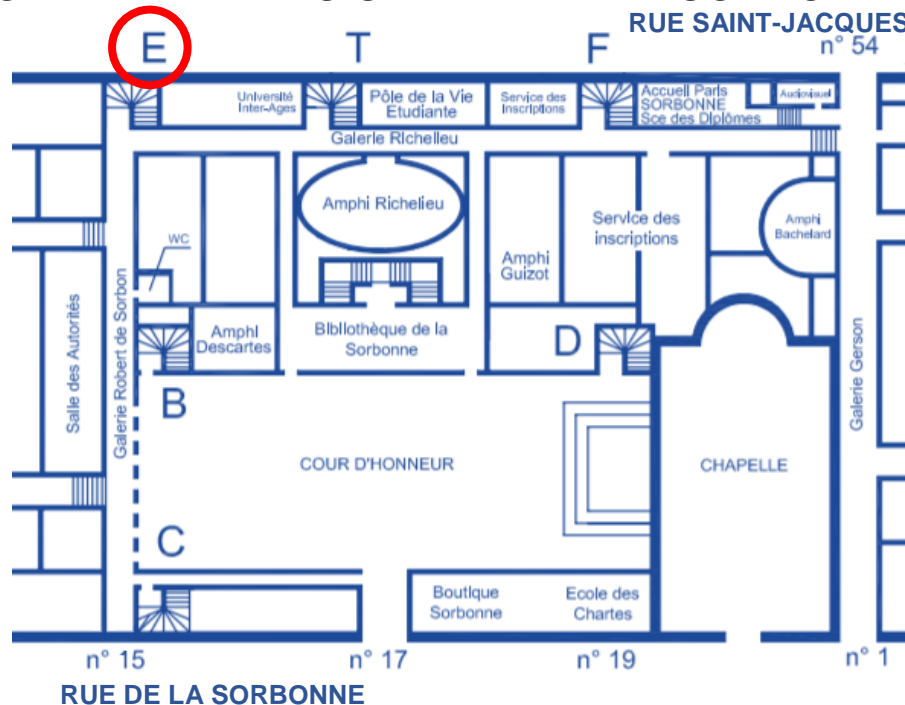 RUE SAINT-JACQUES
E
T
F
n° 54
Université
Inter-Ages
Pôle de la Vie
Etudiante
Service des
Inscriptions
Accueil Paris
SORBONNE
Sce des Diplômes
Audiovisuel
Galerie Richelieu
Amphi Richelieu
Amphi
Guizot
Service des
inscriptions
Amphi
Bachelard
WC
Salle des Autorités
Galerie Robert de Sorbon
Amphi
Descartes
Bibliothèque de la
Sorbonne
D
Galerie Gerson
B
COUR D'HONNEUR
CHAPELLE
C
Boutique
Sorbonne
Ecole des
Chartes
n° 15
n° 17
n° 19
n° 1
RUE DE LA SORBONNE